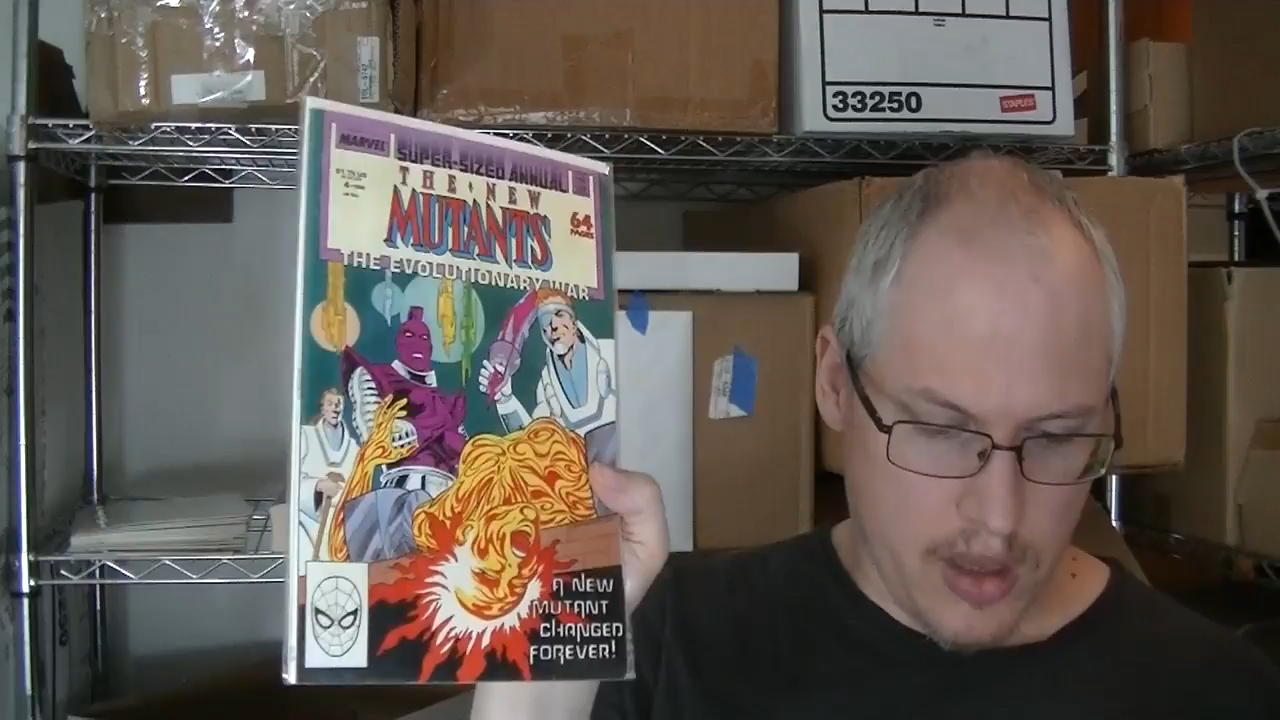 33250
STAPLES
MARVEL
SUPER-SIZED ANNUAL
THE NEW
MUTANTS
64
PAGES
THE EVOLUTIONARY WAR
A NEW
MUTANT
CHANGED
FOREVER!